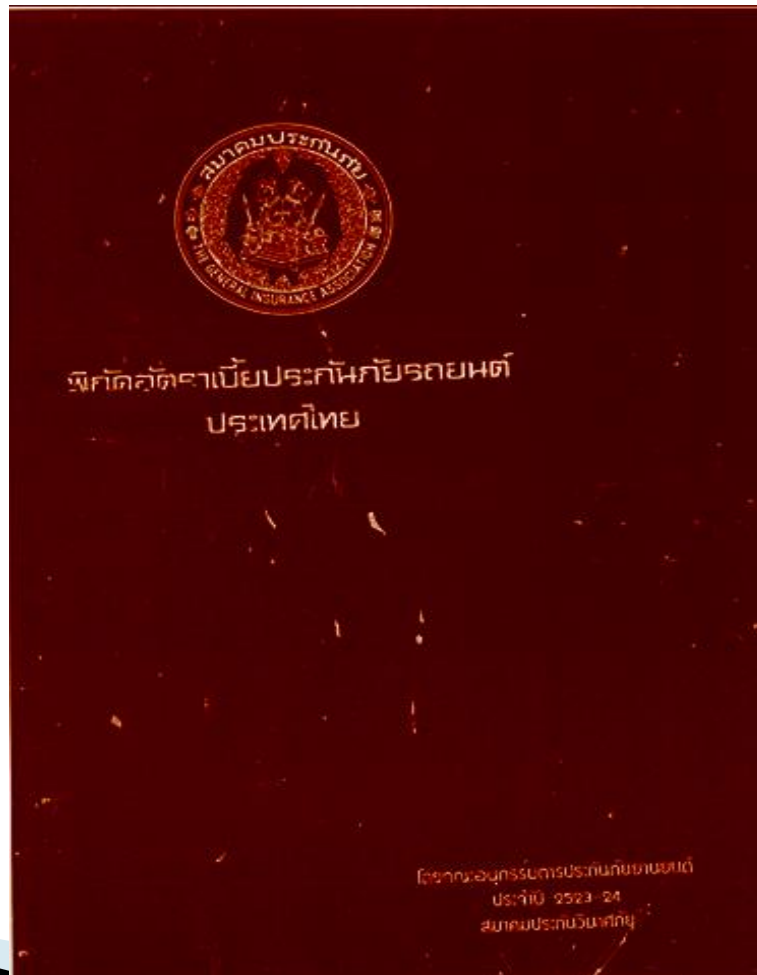 สมาคมประกันภัย
THE GENERAL INSURANCE ASSOCIATION
พิกัดอัตราเบี้ยประกันภัยรถยนต์
ประเทศไทย
โดยคณะอนุกรรมการประกันภัยยานยนต์
ประจำปี 2523-24
สมาคมประกันวินาศภัย